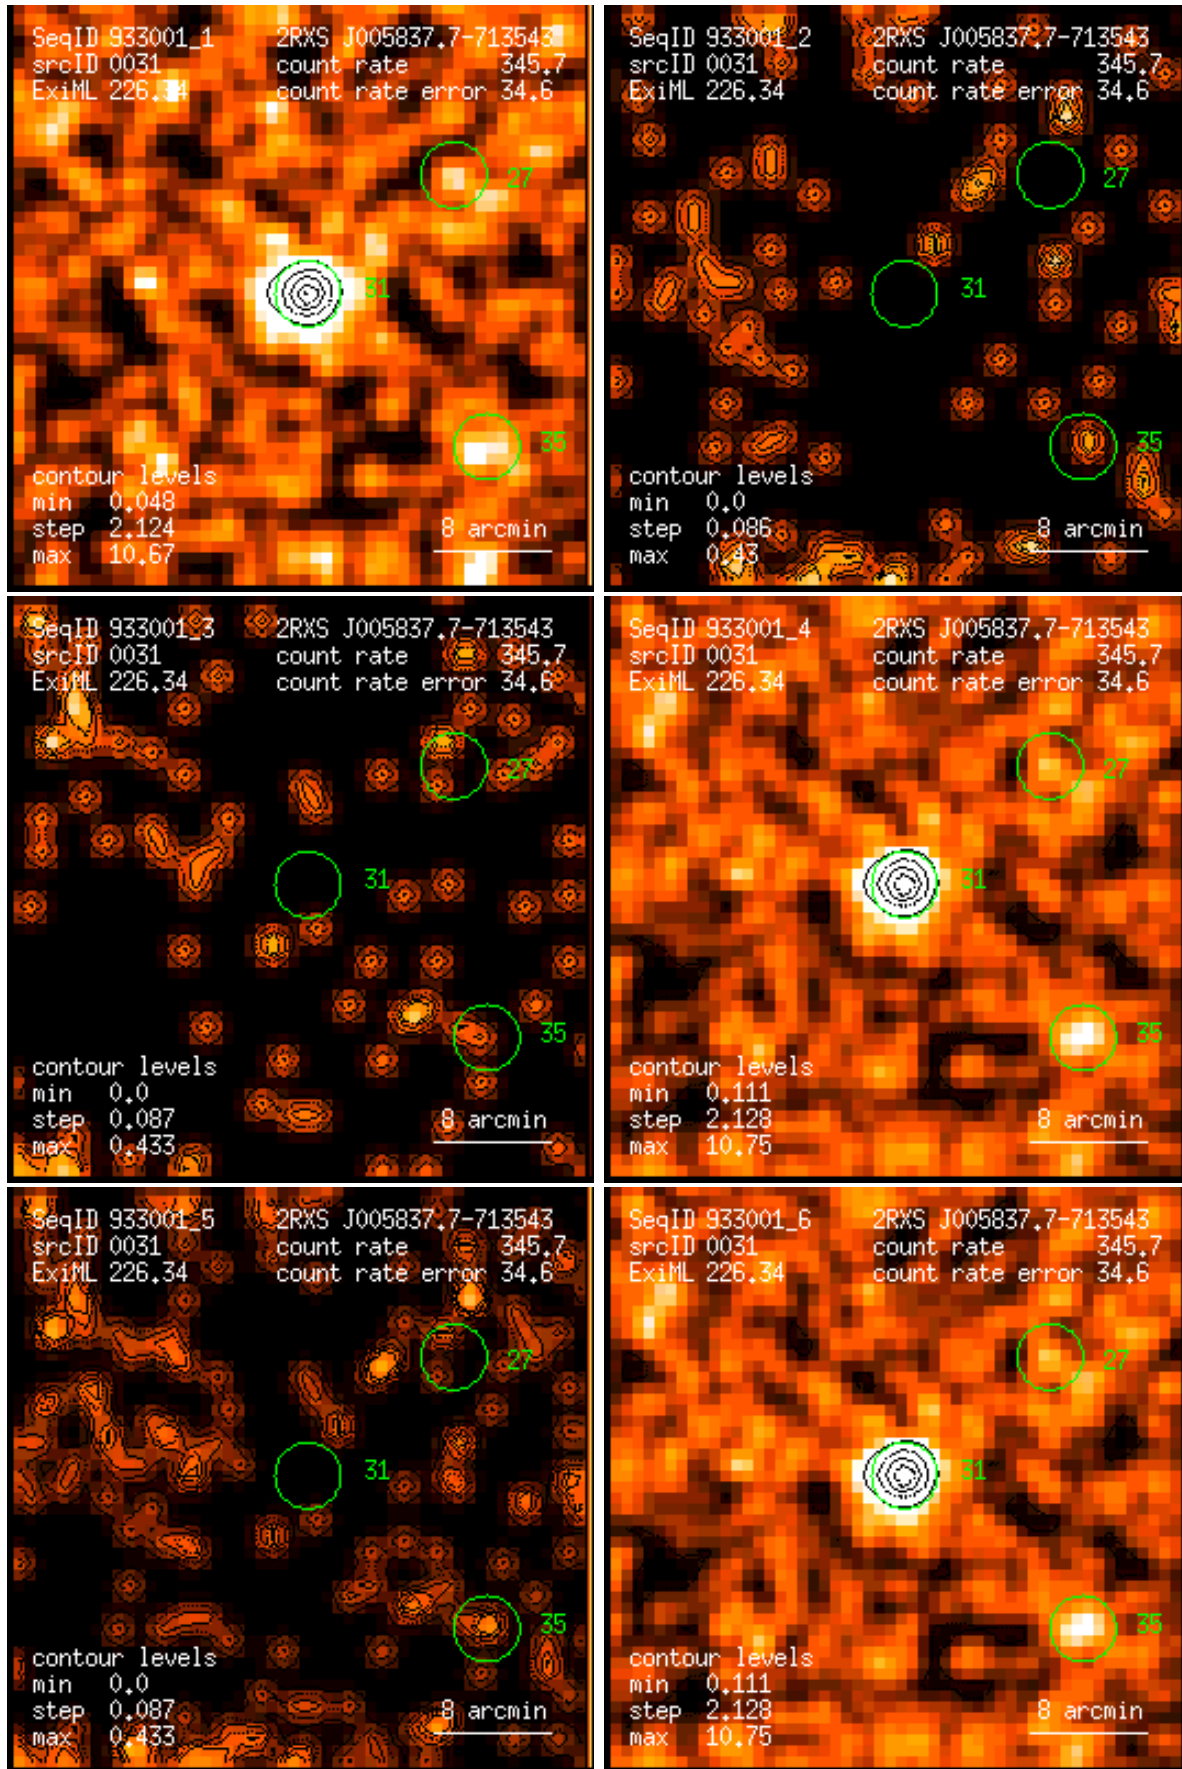 SeqID 933001_1 2RXS J005837.7-713543
srcID 0031 count rate 345.7
ExiML 226.34 count rate error 34.6
27
31
35
contour levels
min 0.048
step 2.124 8 arcmin
max 10.67
SeqID 933001_2 2RXS J005837.7-713543
srcID 0031 count rate 345.7
ExiML 226.34 count rate error 34.6
27
31
35
contour levels
min 0.0
step 0.086 8 arcmin
max 0.43
SeqID 933001_3 2RXS J005837.7-713543
srcID 0031 count rate 345.7
ExiML 226.34 count rate error 34.6
27
31
35
contour levels
min 0.0
step 0.087 8 arcmin
max 0.433
SeqID 933001_4 2RXS J005837.7-713543
srcID 0031 count rate 345.7
ExiML 226.34 count rate error 34.6
27
31
35
contour levels
min 0.111
step 2.128 8 arcmin
max 10.75
SeqID 933001_5 2RXS J005837.7-713543
srcID 0031 count rate 345.7
ExiML 226.34 count rate error 34.6
27
31
35
contour levels
min 0.0
step 0.087 8 arcmin
max 0.433
SeqID 933001_6 2RXS J005837.7-713543
srcID 0031 count rate 345.7
ExiML 226.34 count rate error 34.6
27
31
35
contour levels
min 0.111
step 2.128 8 arcmin
max 10.75